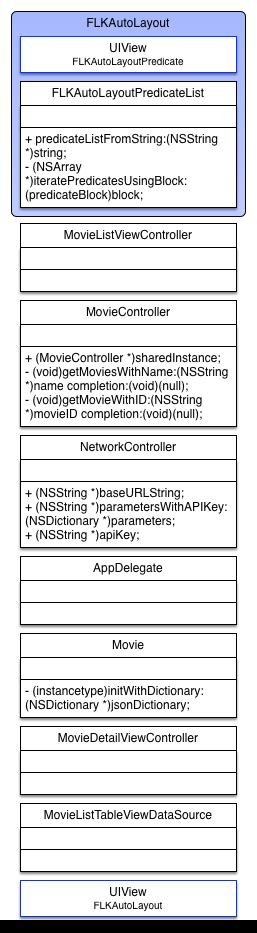 FLKAutoLayout
UIView
FLKAutoLayoutPredicate
FLKAutoLayoutPredicateList
+ predicateListFromString:(NSString
*)string;
- (NSArray
*)iteratePredicatesUsingBlock:
(predicateBlock)block;
MovieListViewController
MovieController
+ (MovieController *)sharedInstance;
- (void)getMoviesWithName:(NSString
*)name completion:(void)(null);
- (void)getMovieWithID:(NSString
*)movieID completion:(void)(null);
NetworkController
+ (NSString *)baseURLString;
+ (NSString *)parametersWithAPIKey:
(NSDictionary *)parameters;
+ (NSString *)apiKey;
AppDelegate
Movie
- (instancetype)initWithDictionary:
(NSDictionary *)jsonDictionary;
MovieDetailViewController
MovieListTableViewDataSource
UIView
FLKAutoLayout